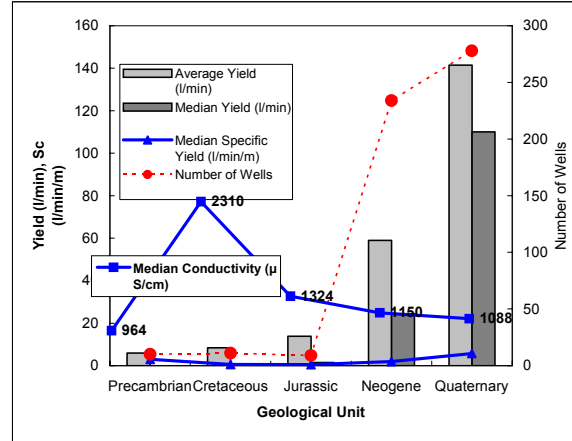 160
140
120
100
80
60
40
20
0
300
250
200
150
100
50
0
Yield (l/min), Sc
(l/min/m)
Number of Wells
Average Yield
(l/min)
Median Yield (l/min)
Median Specific
Yield (l/min/m)
Number of Wells
Median Conductivity (μ
S/cm)
964
2310
1324
1150
1088
Precambrian Cretaceous Jurassic Neogene Quaternary
Geological Unit